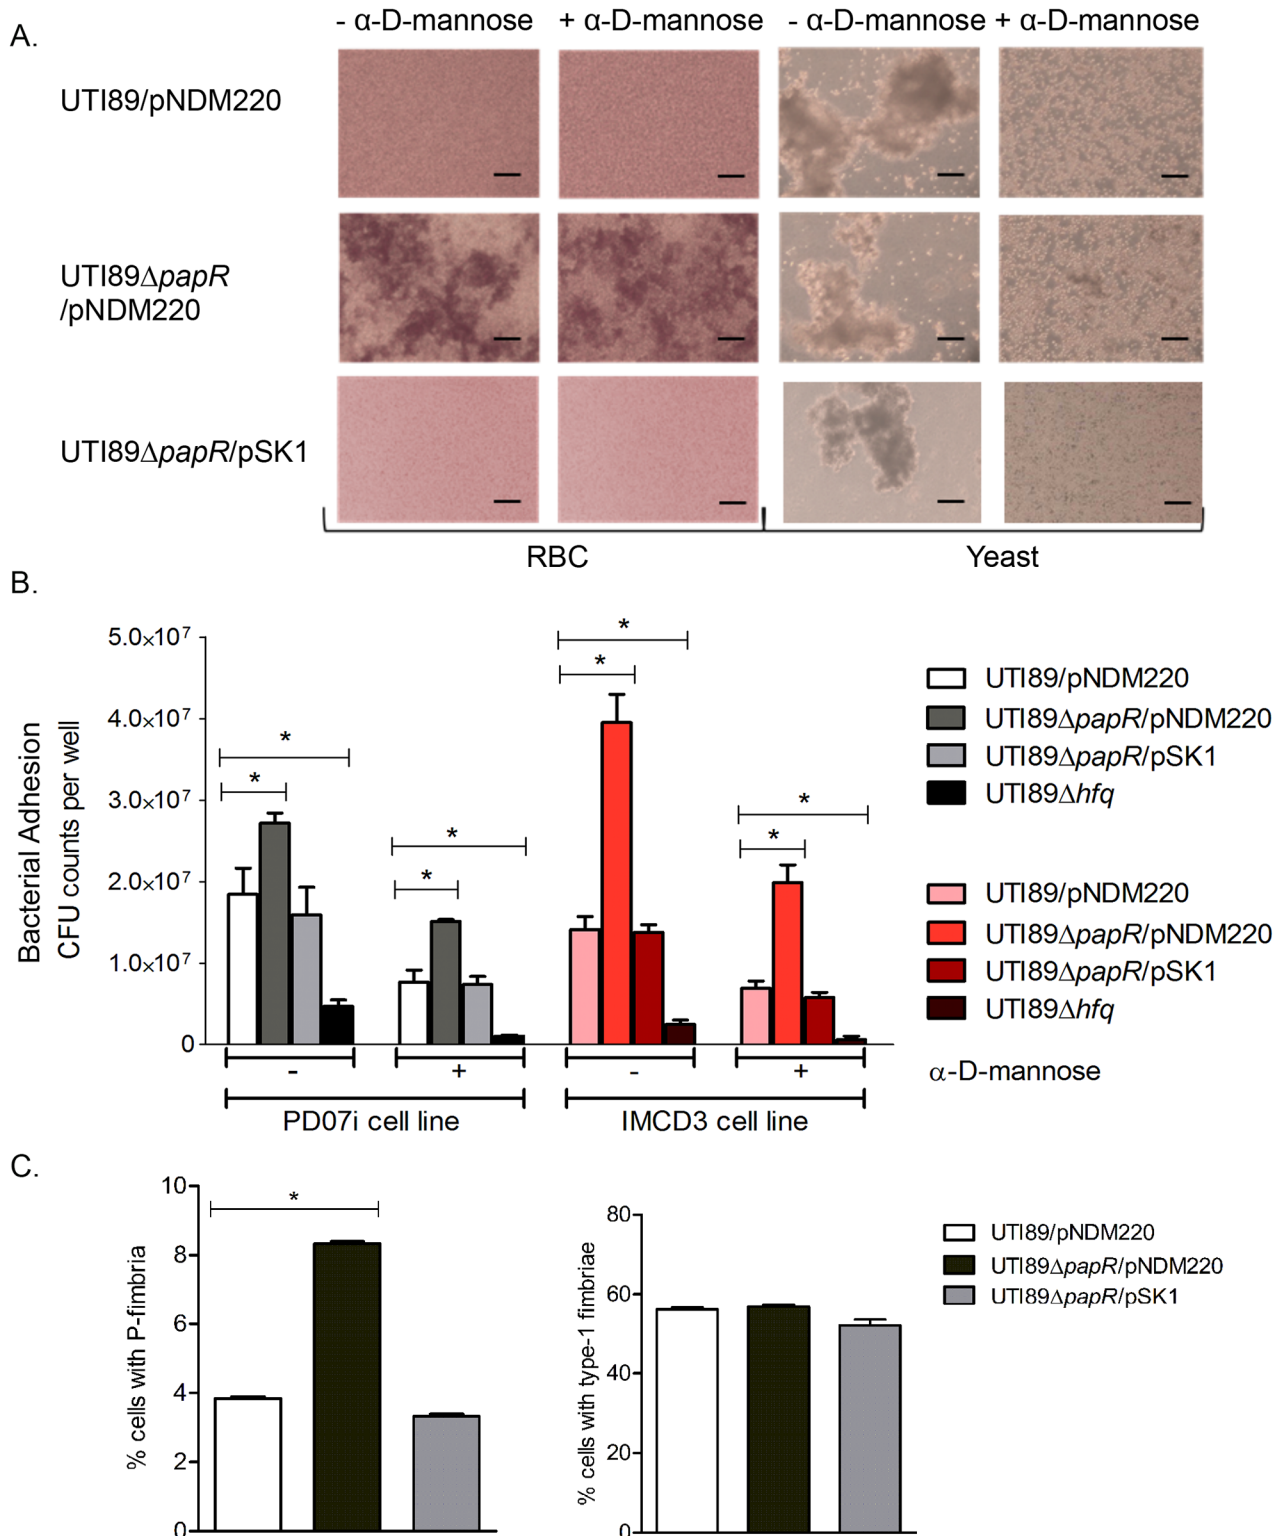 A.
- α-D-mannose + α-D-mannose - α-D-mannose + α-D-mannose
UTI89/pNDM220
UTI89ΔpapR
/pNDM220
UTI89ΔpapR/pSK1
RBC Yeast
B.
Bacterial Adhesion
CFU counts per well
5.0x10⁷
4.0x10⁷
3.0x10⁷
2.0x10⁷
1.0x10⁷
0
* * * * * * * *
- + - +
α-D-mannose
PD07i cell line IMCD3 cell line
UTI89/pNDM220
UTI89ΔpapR/pNDM220
UTI89ΔpapR/pSK1
UTI89Δhfq
UTI89/pNDM220
UTI89ΔpapR/pNDM220
UTI89ΔpapR/pSK1
UTI89Δhfq
C.
% cells with P-fimbria
10
8
6
4
2
0
*
% cells with type-1 fimbriae
80
60
40
20
0
UTI89/pNDM220
UTI89ΔpapR/pNDM220
UTI89ΔpapR/pSK1